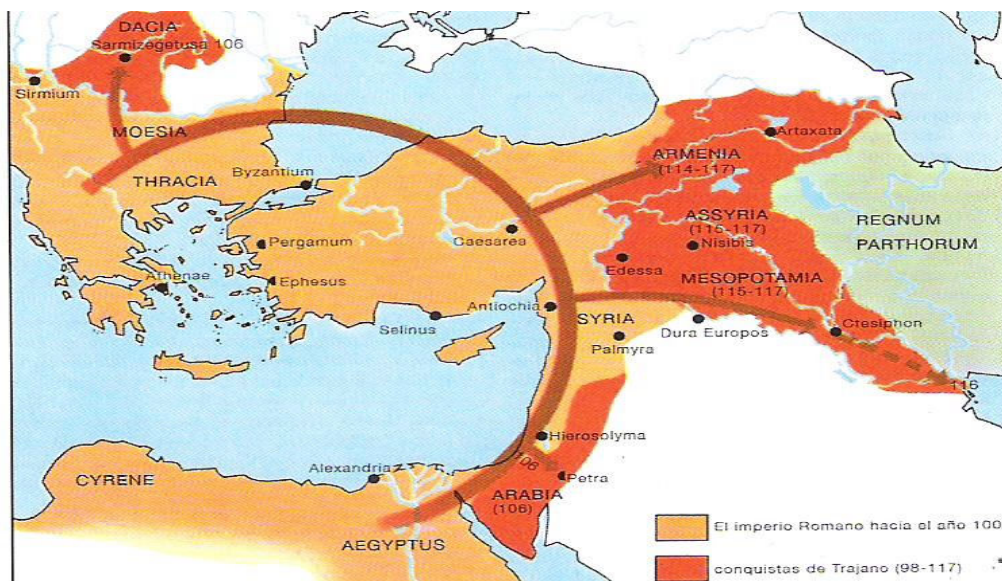 DACIA
Sarmizegetusa 106
Sirmium
MOESIA
THRACIA
Byzantium
Pergamum
Athenae
Ephesus
Selinus
Caesarea
Antiochia
ARMENIA
(114-117)
Artaxata
ASSYRIA
(115-117)
Nisibis
Edessa
MESOPOTAMIA
(115-117)
REGNUM
PARTHORUM
SYRIA
Palmyra
Dura Europos
Ctesiphon
116
Hierosolyma
106
Petra
ARABIA
(106)
Alexandria
CYRENE
AEGYPTUS
El imperio Romano hacia el año 100
conquistas de Trajano (98-117)